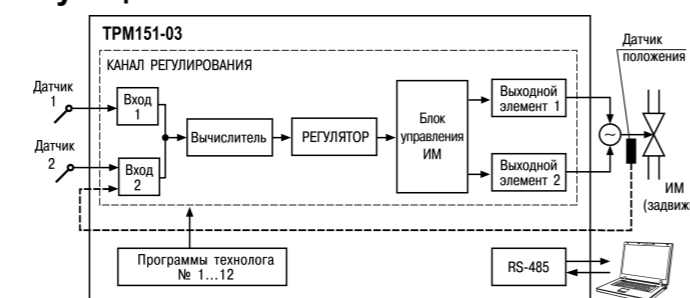 ТРМ151-03
КАНАЛ РЕГУЛИРОВАНИЯ
Датчик
1
Датчик
2
Вход
1
Вход
2
Вычислитель
РЕГУЛЯТОР
Блок
управления
ИМ
Выходной
элемент 1
Выходной
элемент 2
Датчик
положения
~
ИМ
(задвиж
Программы технолога
№ 1...12
RS-485